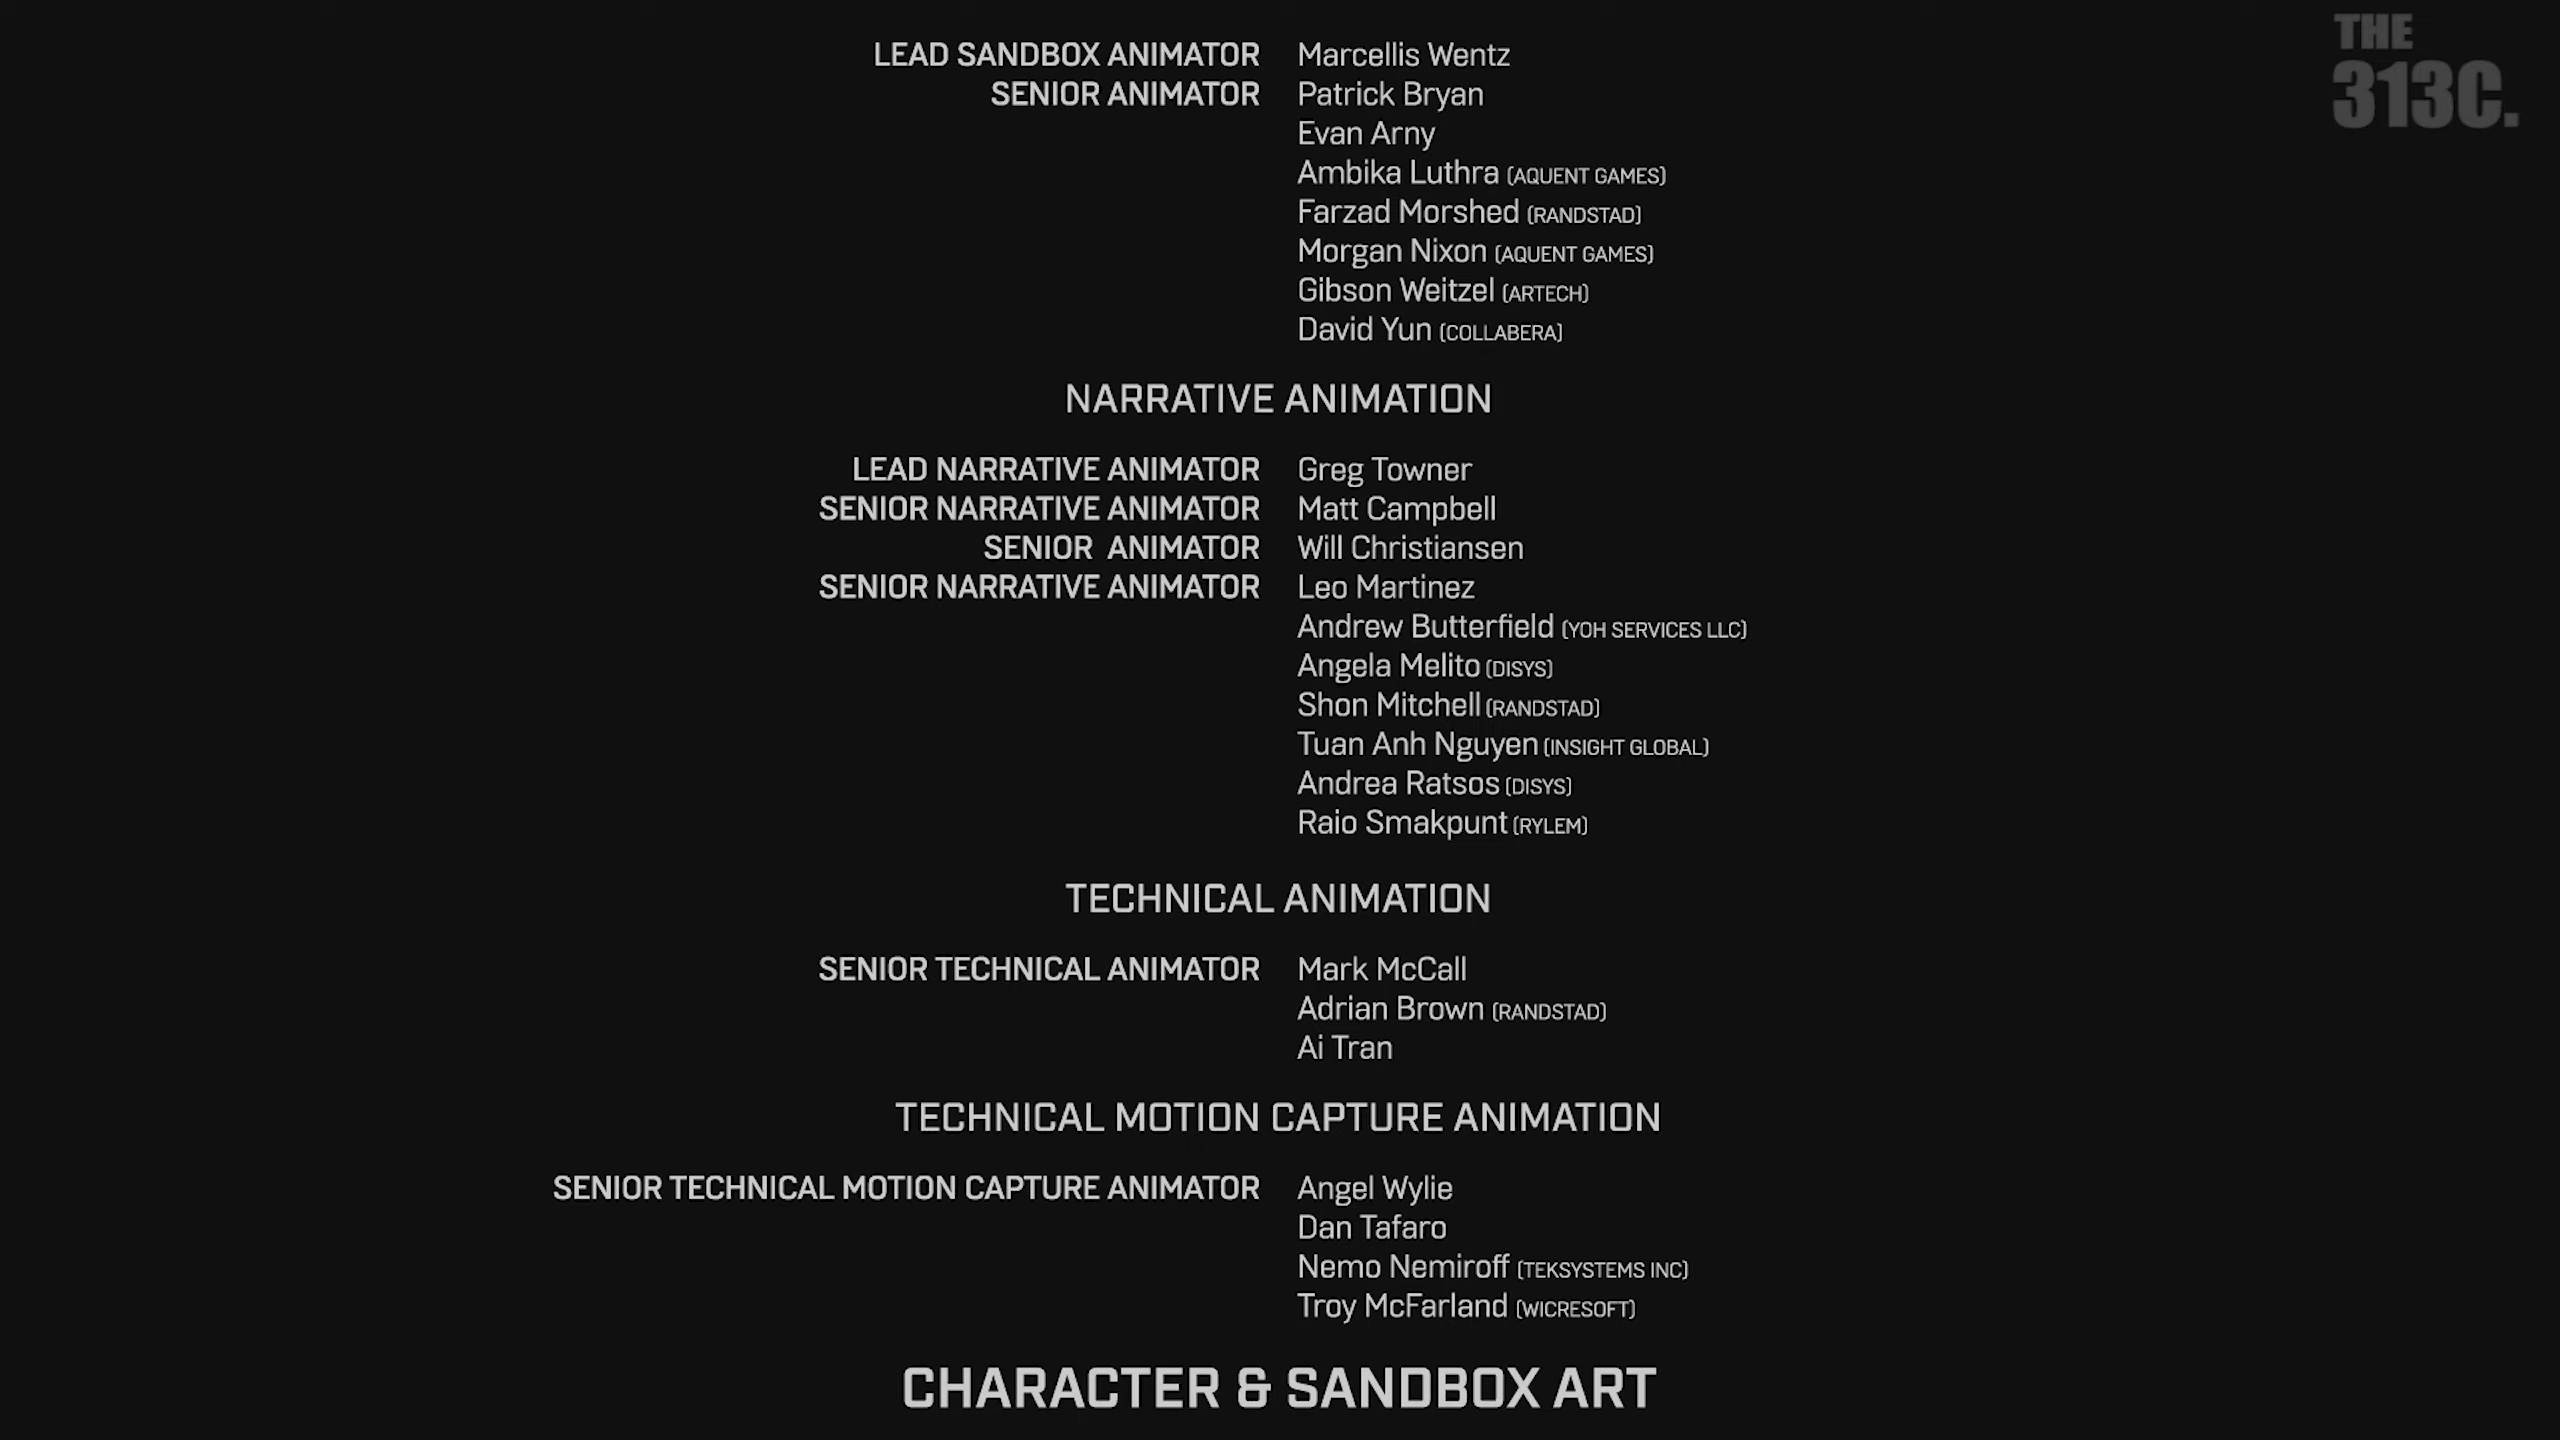 THE
313C.
LEAD SANDBOX ANIMATOR Marcellis Wentz
SENIOR ANIMATOR Patrick Bryan
Evan Arny
Ambika Luthra (AQUENT GAMES)
Farzad Morshed (RANDSTAD)
Morgan Nixon (AQUENT GAMES)
Gibson Weitzel (ARTECH)
David Yun (COLLABERA)
NARRATIVE ANIMATION
LEAD NARRATIVE ANIMATOR Greg Towner
SENIOR NARRATIVE ANIMATOR Matt Campbell
SENIOR ANIMATOR Will Christiansen
SENIOR NARRATIVE ANIMATOR Leo Martinez
Andrew Butterfield (YOH SERVICES LLC)
Angela Melito (DISYS)
Shon Mitchell (RANDSTAD)
Tuan Anh Nguyen (INSIGHT GLOBAL)
Andrea Ratsos (DISYS)
Raio Smakpunt (RYLEM)
TECHNICAL ANIMATION
SENIOR TECHNICAL ANIMATOR Mark McCall
Adrian Brown (RANDSTAD)
Ai Tran
TECHNICAL MOTION CAPTURE ANIMATION
SENIOR TECHNICAL MOTION CAPTURE ANIMATOR Angel Wylie
Dan Tafaro
Nemo Nemiroff (TEKSYSTEMS INC)
Troy McFarland (WICRESOFT)
CHARACTER & SANDBOX ART